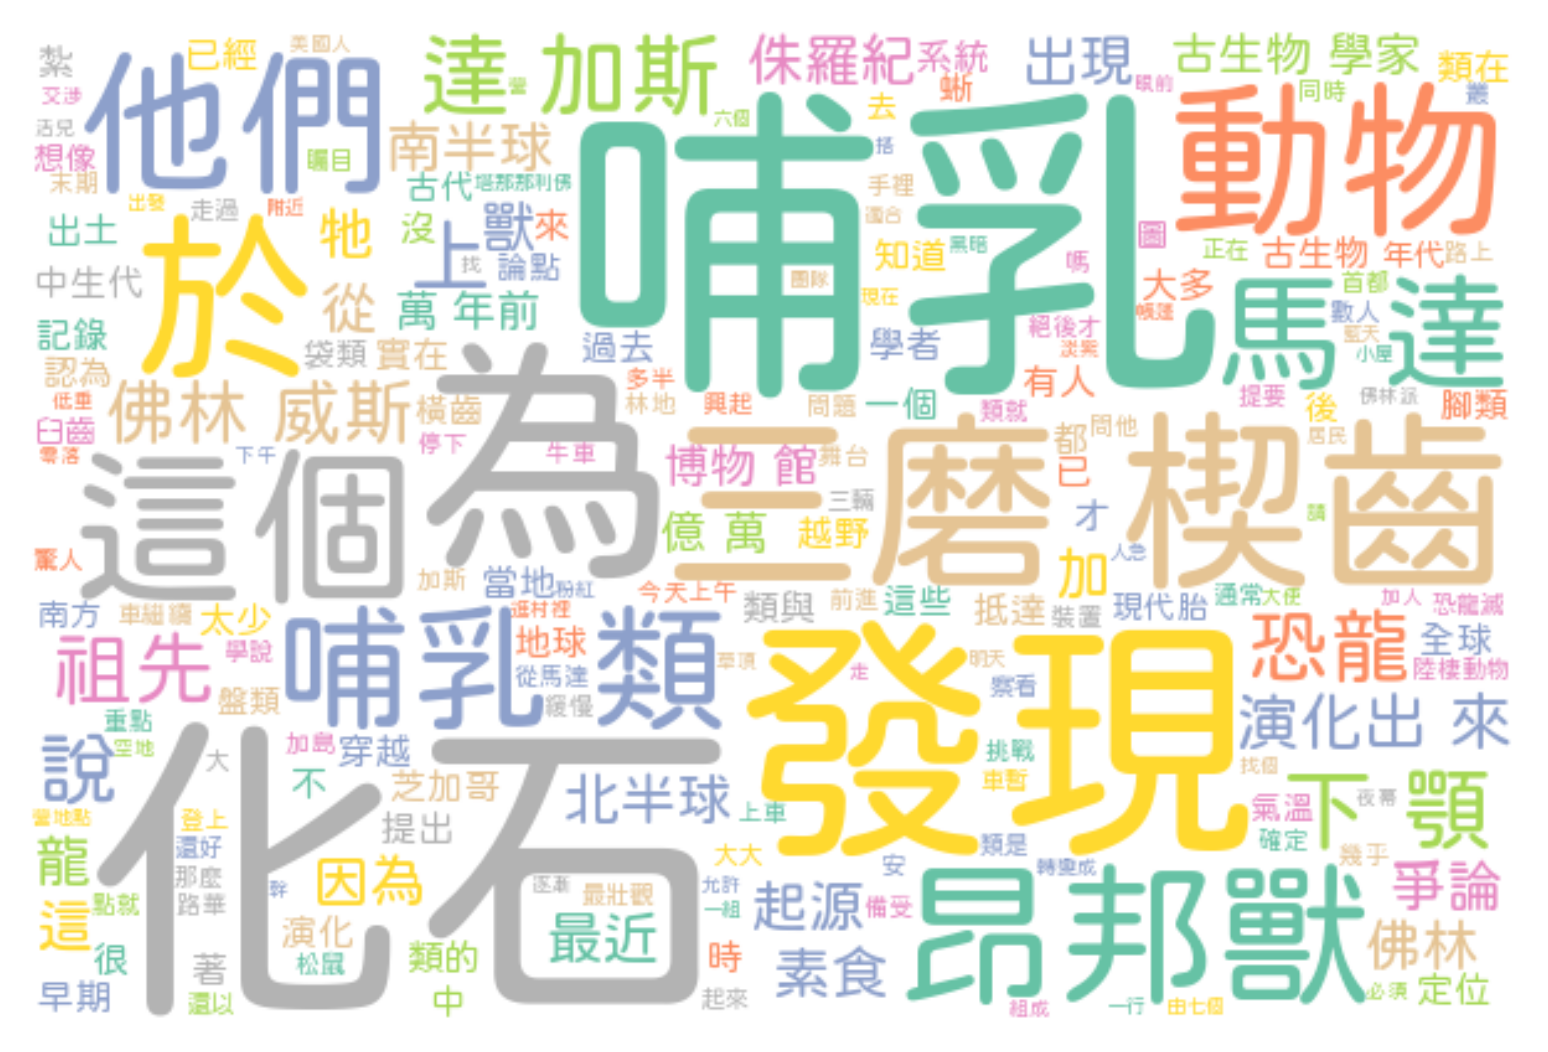 紮
已經
美國人
他們
達
加斯
侏羅紀
系統
出現
古生物 學家
類在
交涉
活兒
想像
末期
矚目
南半球
六個
蜥
去
眼前
同時
叢
動物
哺乳
搭
古代
塔那那利佛
手裡
出發
走過
附近
出土
於
牠
沒
上
獸
來
知道
黑暗
圖
正在
古生物
年代
路上
中生代
找
論點
團隊
現在
嗎
大多
首都
馬達
記錄
從
萬 年前
帳篷
數人
藍天
小屋
袋類
實在
過去
學者
絕後才
淡紫
認為
低垂
佛林 威斯
橫齒
為
多半
林地
興起
問題
一個
類就
有人
提要
後
佛林派
腳類
臼齒
零落
下午
停下
牛車
博物 館
舞台
都
問他
居民
這個
三磨楔齒
已
三輛
才
請
億 萬
越野
驚人
加斯
當地
粉紅
今天上午
類與
前進
這些
抵達
裝置
加
人急
現代胎
通常
大便
加人
恐龍滅
南方
車繼續
太少
進村裡
地球
哺乳類
發現
恐龍
全球
祖先
學說
從馬達
草原
走
明天
陸棲動物
盤類
緩慢
察看
演化出 來
重點
空地
說
大
加島
穿越
不
芝加哥
北半球
上車
挑戰
車暫
找個
氣溫
下
夜幕
顎
化石
提出
營地點
登上
還好
確定
幾乎
龍
那麼
因為
大大
類是
安
轉變成
爭論
幹
逐漸
最壯觀
允許
一組
起源
備受
昂邦獸
這
點就
路華
演化
最近
佛林
很
著
松鼠
類的
時
素食
早期
還以
中
起來
組成
一行
由七個
必須
定位